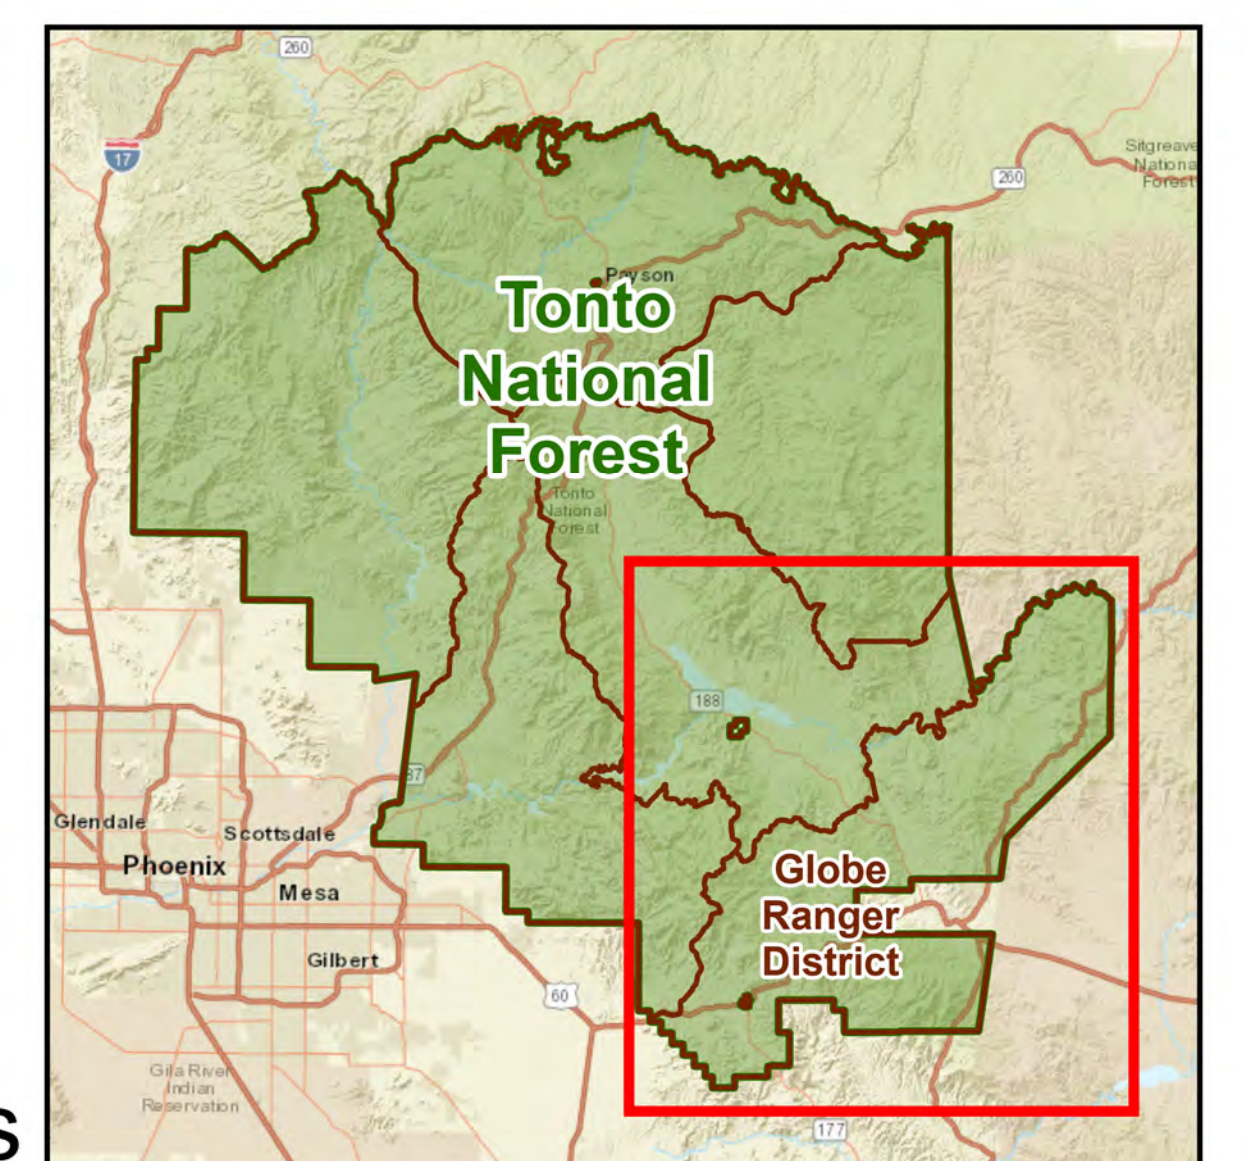 260
17
Sitgreave
Nationa
Forest
260
Payson
Tonto
National
Forest
Tonto
National
Forest
188
87
Glendale
Scottsdale
Phoenix
Mesa
Globe
Ranger
District
Gilbert
60
Gila River
Indian
Reservation
177
s